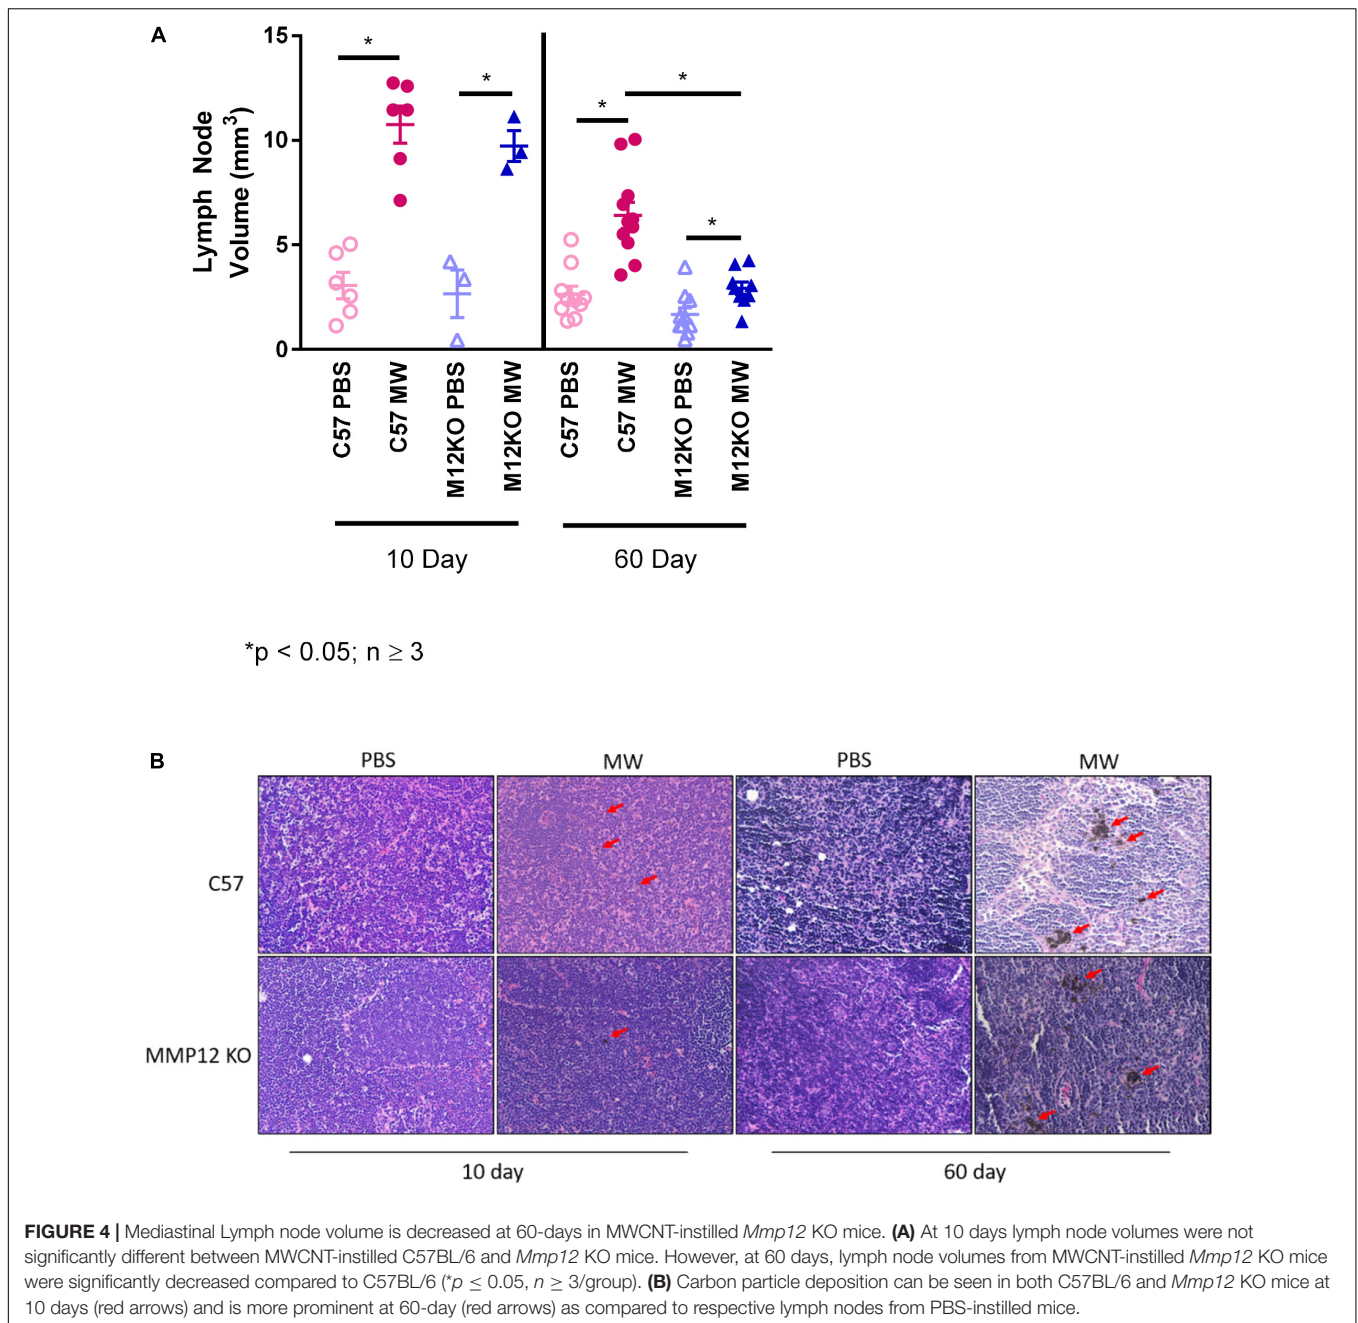 A
15
10
5
0
Lymph Node
Volume (mm³)
*
*
*
*
*
C57 PBS
C57 MW
M12KO PBS
M12KO MW
C57 PBS
C57 MW
M12KO PBS
M12KO MW
10 Day
60 Day
*p < 0.05; n ≥ 3
B
PBS
MW
PBS
MW
C57
MMP12 KO
10 day
60 day
FIGURE 4 | Mediastinal Lymph node volume is decreased at 60-days in MWCNT-instilled Mmp12 KO mice. (A) At 10 days lymph node volumes were not
significantly different between MWCNT-instilled C57BL/6 and Mmp12 KO mice. However, at 60 days, lymph node volumes from MWCNT-instilled Mmp12 KO mice
were significantly decreased compared to C57BL/6 (*p ≤ 0.05, n ≥ 3/group). (B) Carbon particle deposition can be seen in both C57BL/6 and Mmp12 KO mice at
10 days (red arrows) and is more prominent at 60-day (red arrows) as compared to respective lymph nodes from PBS-instilled mice.